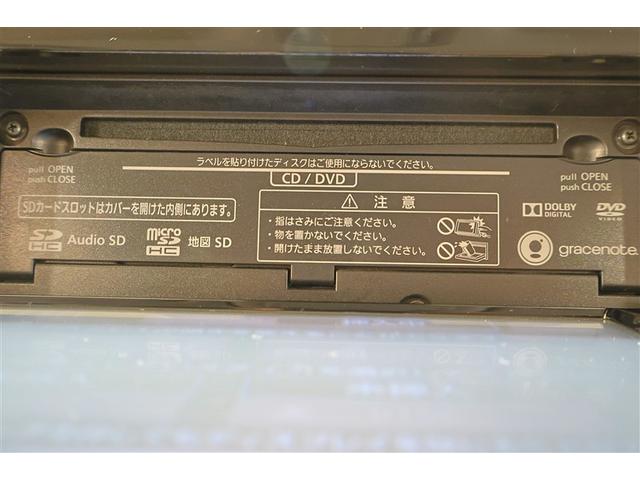 ラベルを貼り付けたディスクはご使用にならないでください。
CD / DVD
pull OPEN
push CLOSE
pull OPEN
push CLOSE
SDカードスロットはカバーを開けた内側にあります。
SD HC Audio SD
micro SD HC 地図 SD
⚠ 注 意
・指はさみにご注意ください。
・物を置かないでください。
・開けたまま放置しないでください。
DOLBY
DIGITAL
DVD
VIDEO
gracenote.